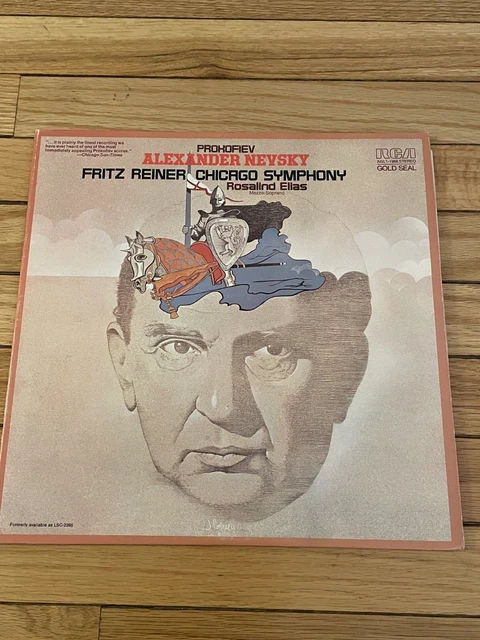 "...it is plainly the finest recording we
have ever heard of one of the most
immediately appealing Prokofiev scores."
—Chicago Sun-Times
PROKOFIEV
ALEXANDER NEVSKY
FRITZ REINER, CHICAGO SYMPHONY
Rosalind Elias
Mezzo-Soprano
RCA
STEREO
GOLD SEAL
Formerly available as LSC-2395